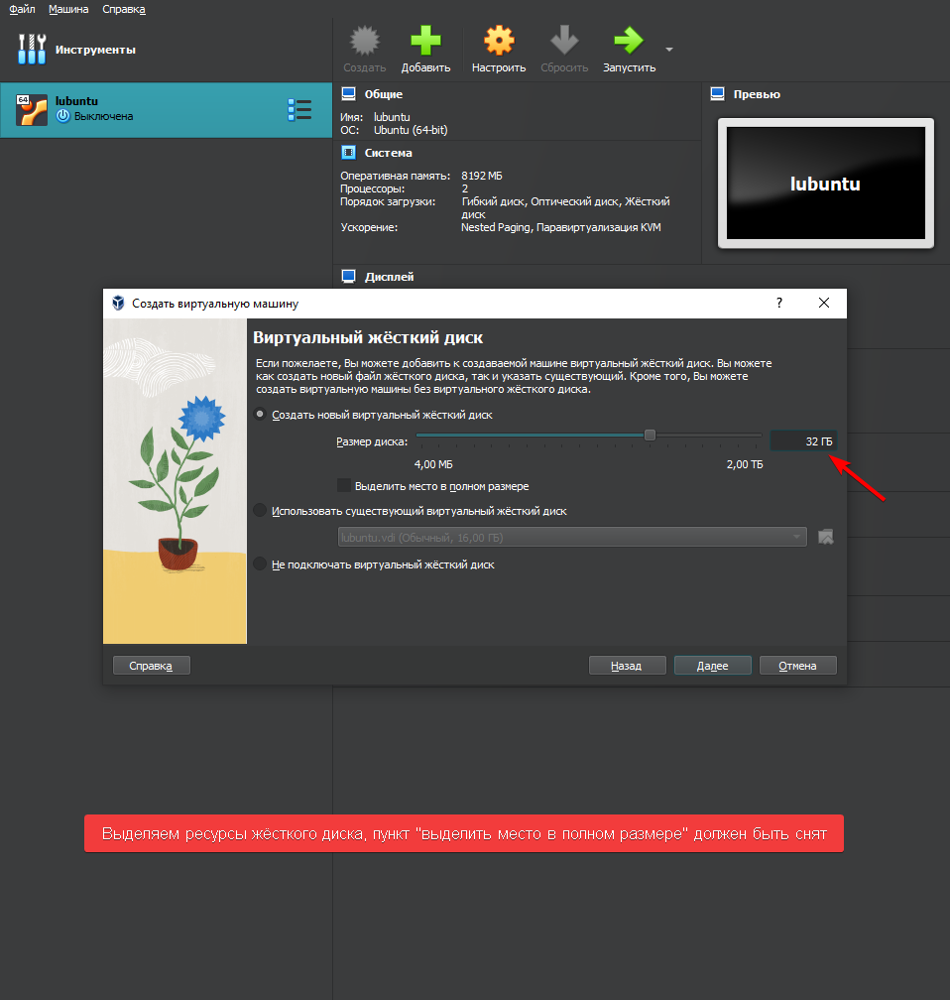 Файл Машина Справка
Инструменты
Создать Добавить Настроить Сбросить Запустить
64
lubuntu
Выключена
Общие
Имя: lubuntu
ОС: Ubuntu (64-bit)
Система
Оперативная память: 8192 МБ
Процессоры: 2
Порядок загрузки: Гибкий диск, Оптический диск, Жёсткий
диск
Ускорение: Nested Paging, Паравиртуализация KVM
Превью
lubuntu
Дисплей
Создать виртуальную машину
?
Виртуальный жёсткий диск
Если пожелаете, Вы можете добавить к создаваемой машине виртуальный жёсткий диск. Вы можете
как создать новый файл жёсткого диска, так и указать существующий. Кроме того, Вы можете
создать виртуальную машины без виртуального жёсткого диска.
Создать новый виртуальный жёсткий диск
Размер диска: 32 ГБ
4,00 МБ 2,00 ТБ
Выделить место в полном размере
Использовать существующий виртуальный жёсткий диск
lubuntu.vdi (Обычный, 16,00 ГБ)
Не подключать виртуальный жёсткий диск
Справка Назад Далее Отмена
Выделяем ресурсы жёсткого диска, пункт "выделить место в полном размере" должен быть снят